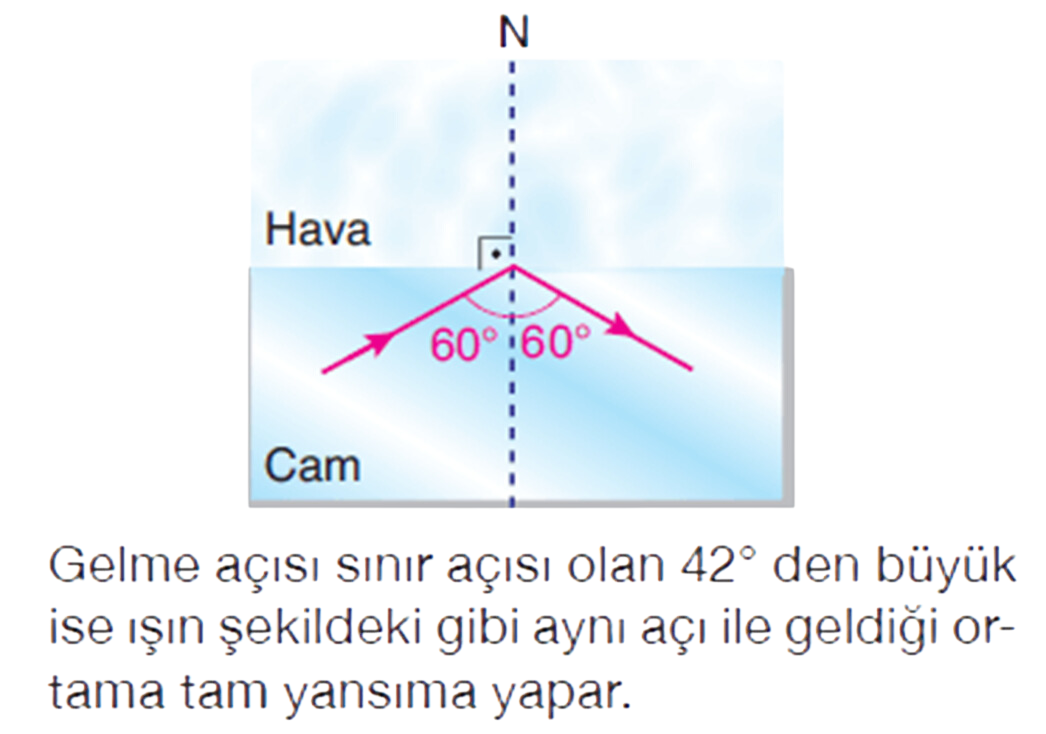 N
Hava
60° 60°
Cam
Gelme açısı sınır açısı olan 42° den büyük
ise ışın şekildeki gibi aynı açı ile geldiği or-
tama tam yansıma yapar.